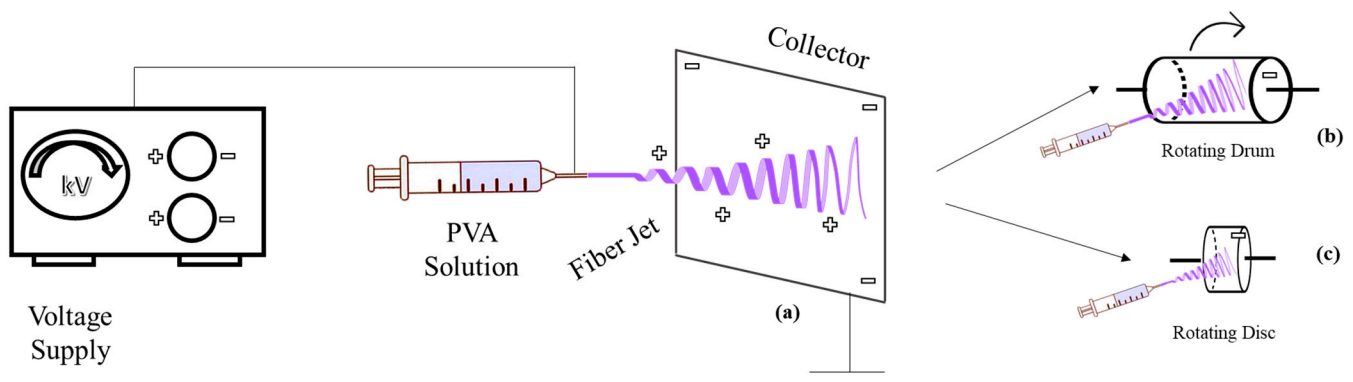 kV
Voltage
Supply
PVA
Solution
Fiber Jet
Collector
(a)
Rotating Drum
(b)
Rotating Disc
(c)